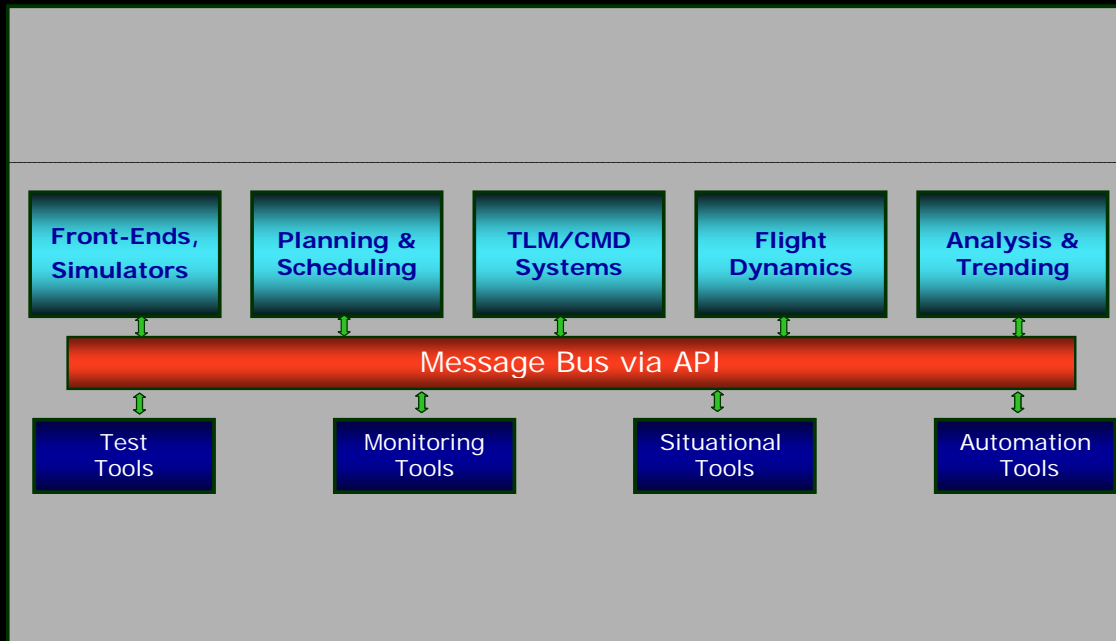 Front-Ends,
Simulators
Planning &
Scheduling
TLM/CMD
Systems
Flight
Dynamics
Analysis &
Trending
Message Bus via API
Test
Tools
Monitoring
Tools
Situational
Tools
Automation
Tools